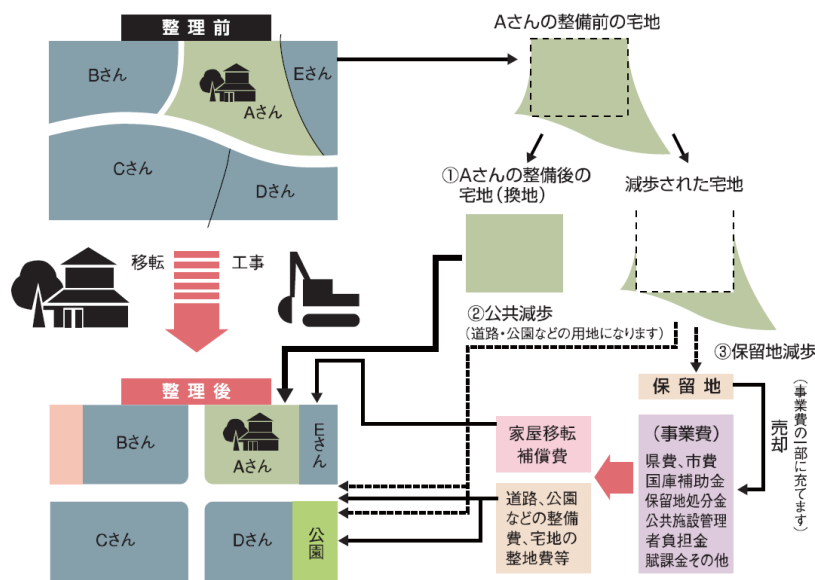 整理前
Bさん
Eさん
Aさん
Cさん
Dさん
Aさんの整備前の宅地
①Aさんの整備後の
宅地(換地)
減歩された宅地
移転
工事
②公共減歩
(道路・公園などの用地になります)
③保留地減歩
整理後
Bさん
Aさん
Eさん
Cさん
Dさん
公園
家屋移転
補償費
道路、公園
などの整備
費、宅地の
整地費等
保留地
(事業費)
県費、市費
国庫補助金
保留地処分金
公共施設管理
者負担金
賦課金その他
売却
(事業費の一部に充てます)